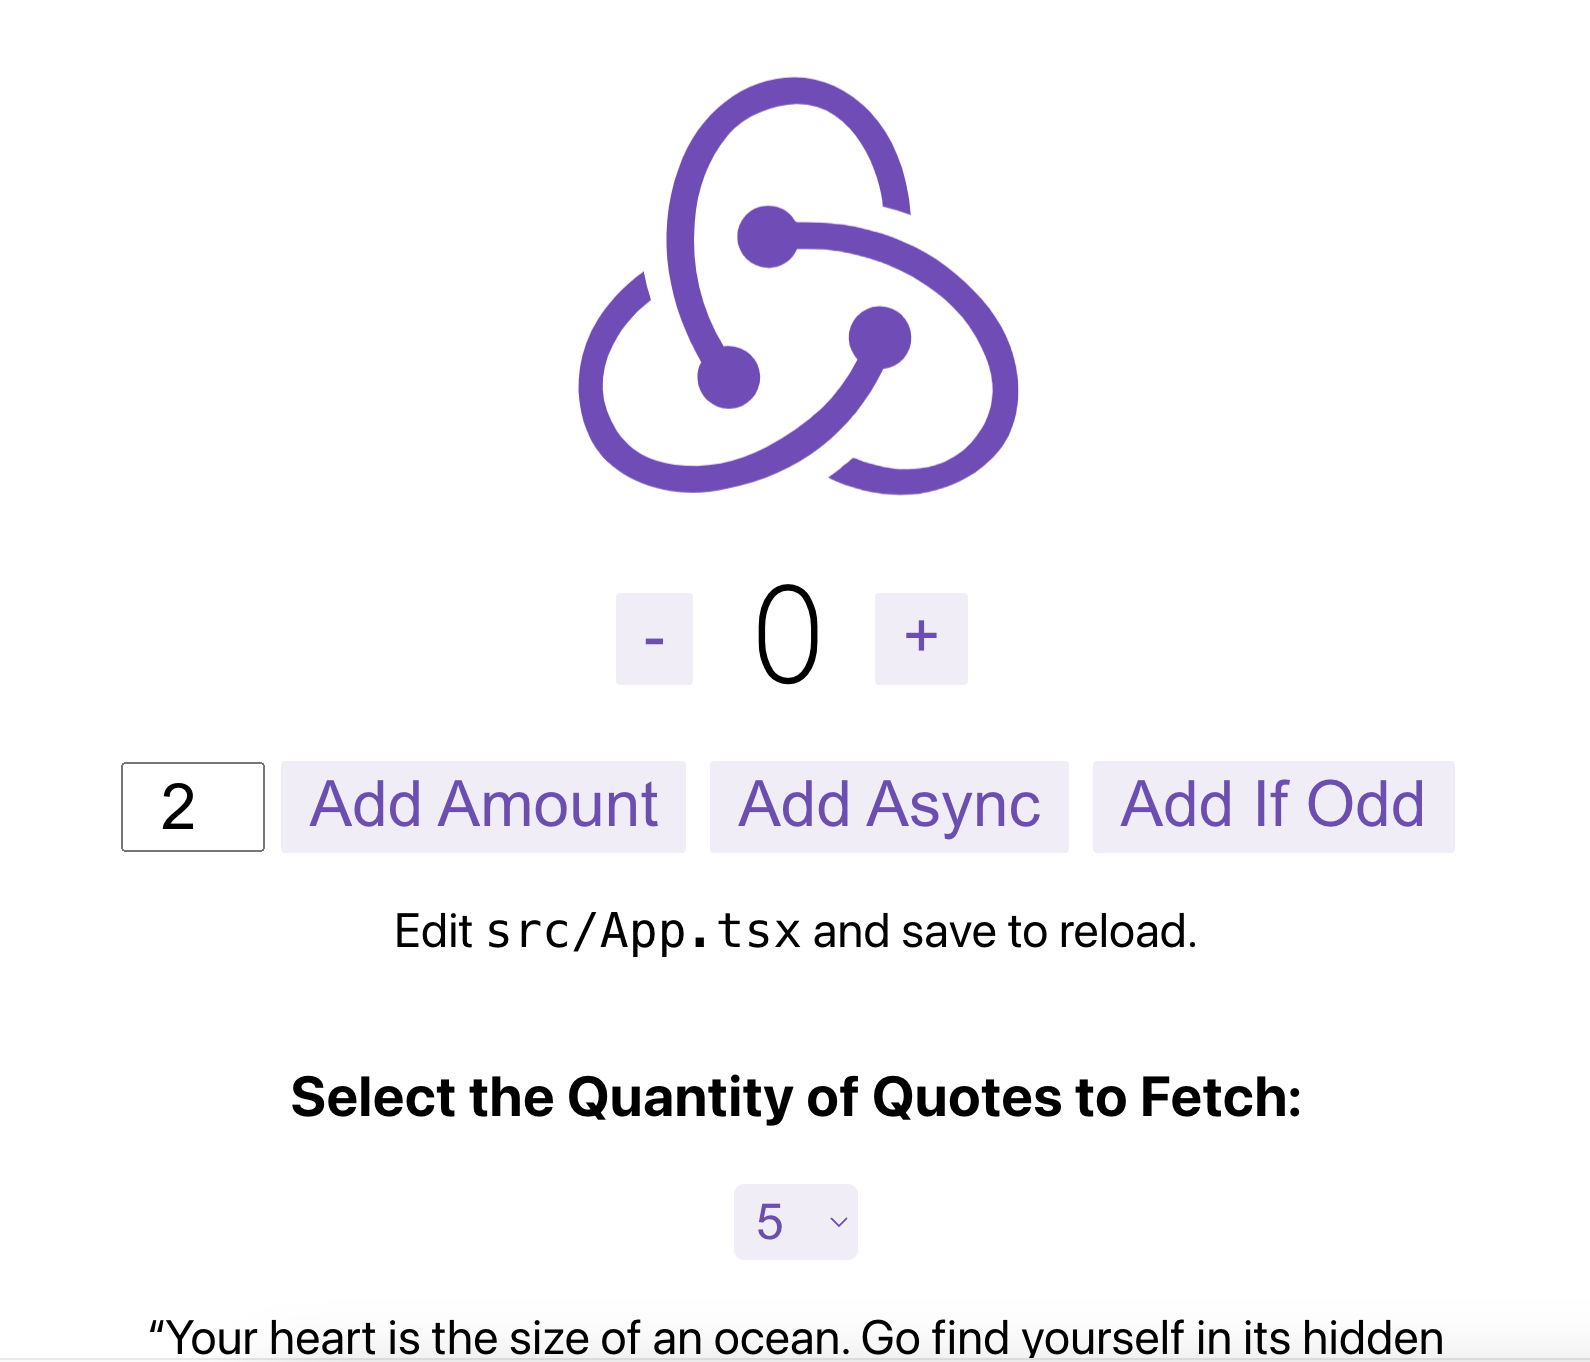 - 0 +
2 Add Amount Add Async Add If Odd
Edit src/App.tsx and save to reload.
Select the Quantity of Quotes to Fetch:
5
“Your heart is the size of an ocean. Go find yourself in its hidden